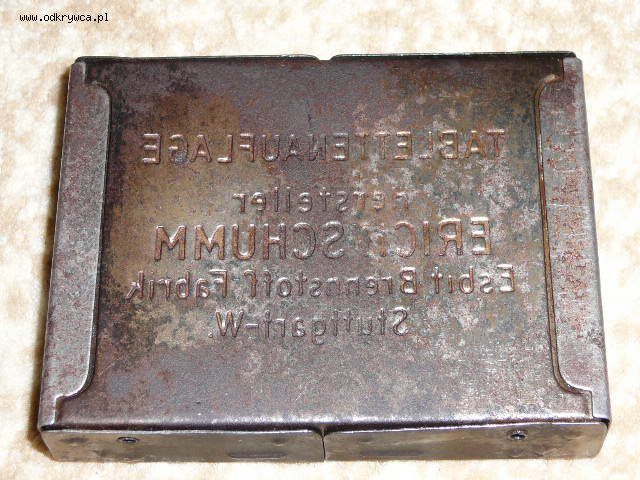 www.odkrywca.pl
TABLETTENAUFLAGE
Hersteller
ERICH SCHUMM
Esbit Brennstoff Fabrik
Stuttgart-W.